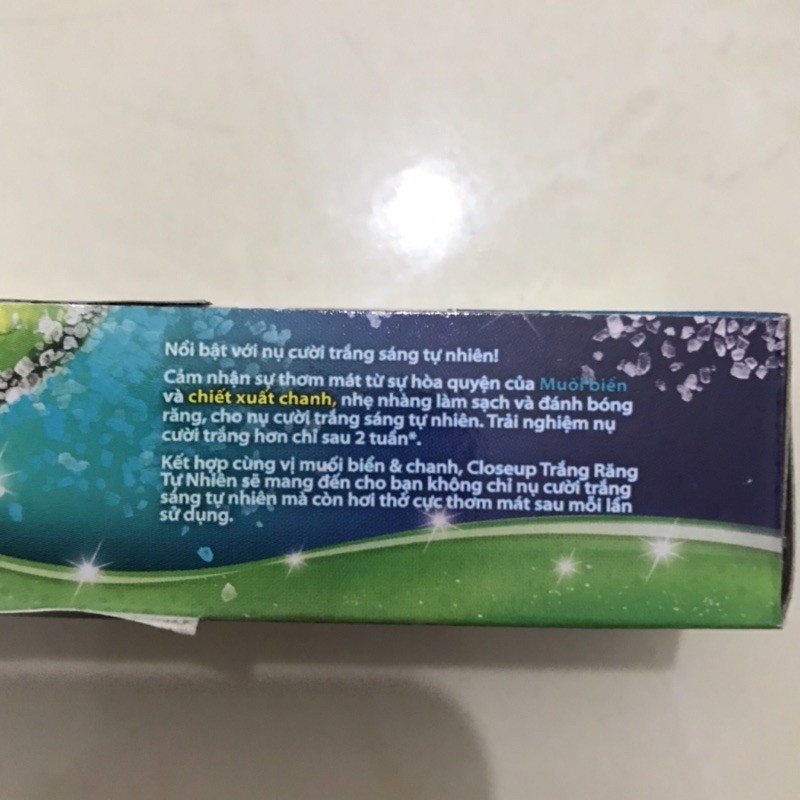 Nổi bật với nụ cười trắng sáng tự nhiên!
Cảm nhận sự thơm mát từ sự hòa quyện của Muối biển
và chiết xuất chanh, nhẹ nhàng làm sạch và đánh bóng
răng, cho nụ cười trắng sáng tự nhiên. Trải nghiệm nụ
cười trắng hơn chỉ sau 2 tuần*.
Kết hợp cùng vị muối biển & chanh, Closeup Trắng Răng
Tự Nhiên sẽ mang đến cho bạn không chỉ nụ cười trắng
sáng tự nhiên mà còn hơi thở cực thơm mát sau mỗi lần
sử dụng.